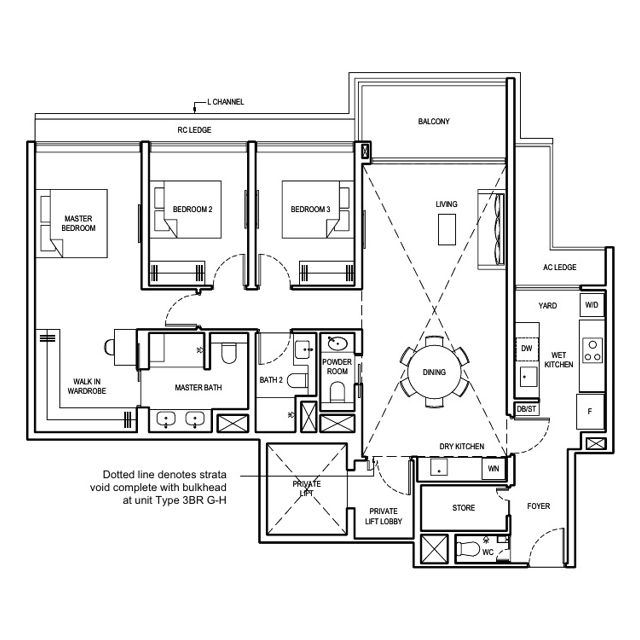 L CHANNEL
RC LEDGE
BALCONY
MASTER
BEDROOM
BEDROOM 2
BEDROOM 3
LIVING
AC LEDGE
YARD
W/D
DW
WET
KITCHEN
WALK IN
WARDROBE
MASTER BATH
BATH 2
POWDER
ROOM
DINING
DB/ST
F
DRY KITCHEN
WN
Dotted line denotes strata
void complete with bulkhead
at unit Type 3BR G-H
PRIVATE
LIFT
PRIVATE
LIFT LOBBY
STORE
FOYER
WC